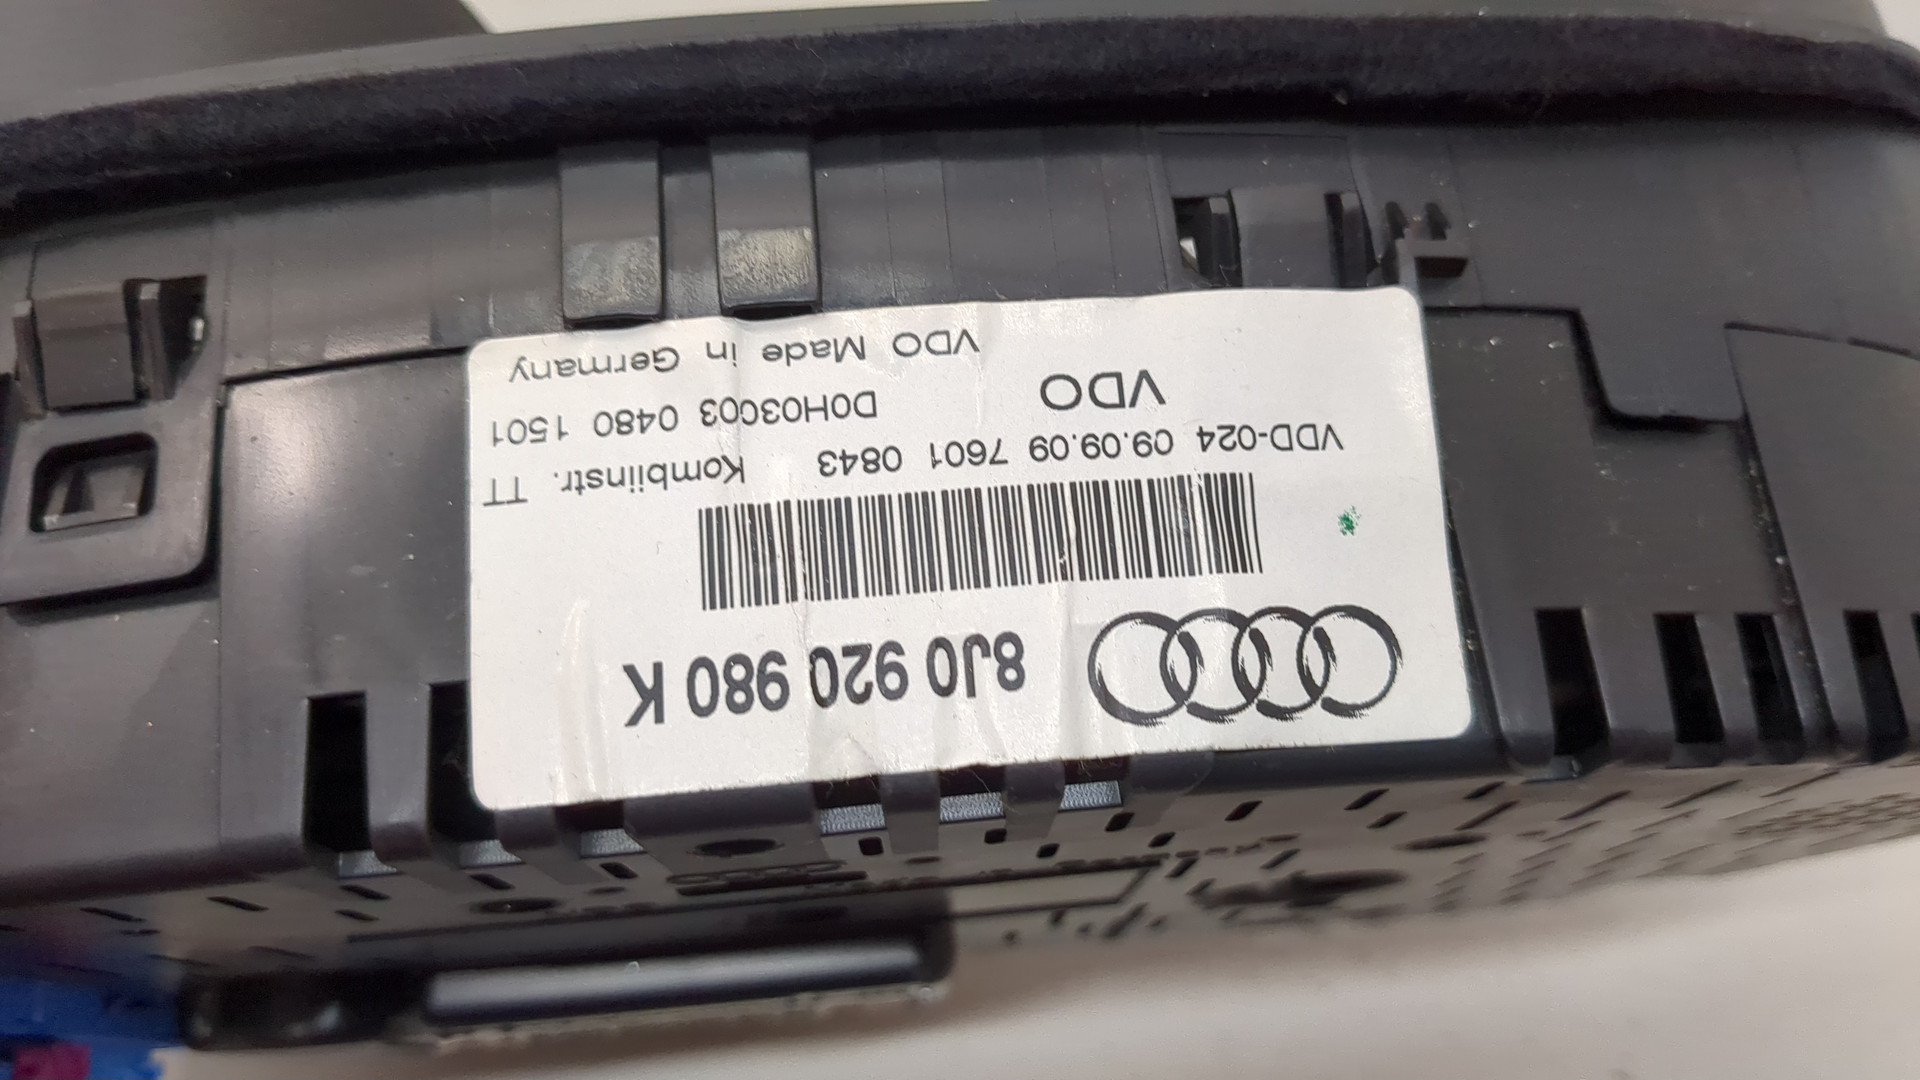 8J0 920 980 K
VDD-024 09.09.09 7601 0843 Kombiinstr. TT
VDO D0H03C03 0480 1501
VDO Made in Germany